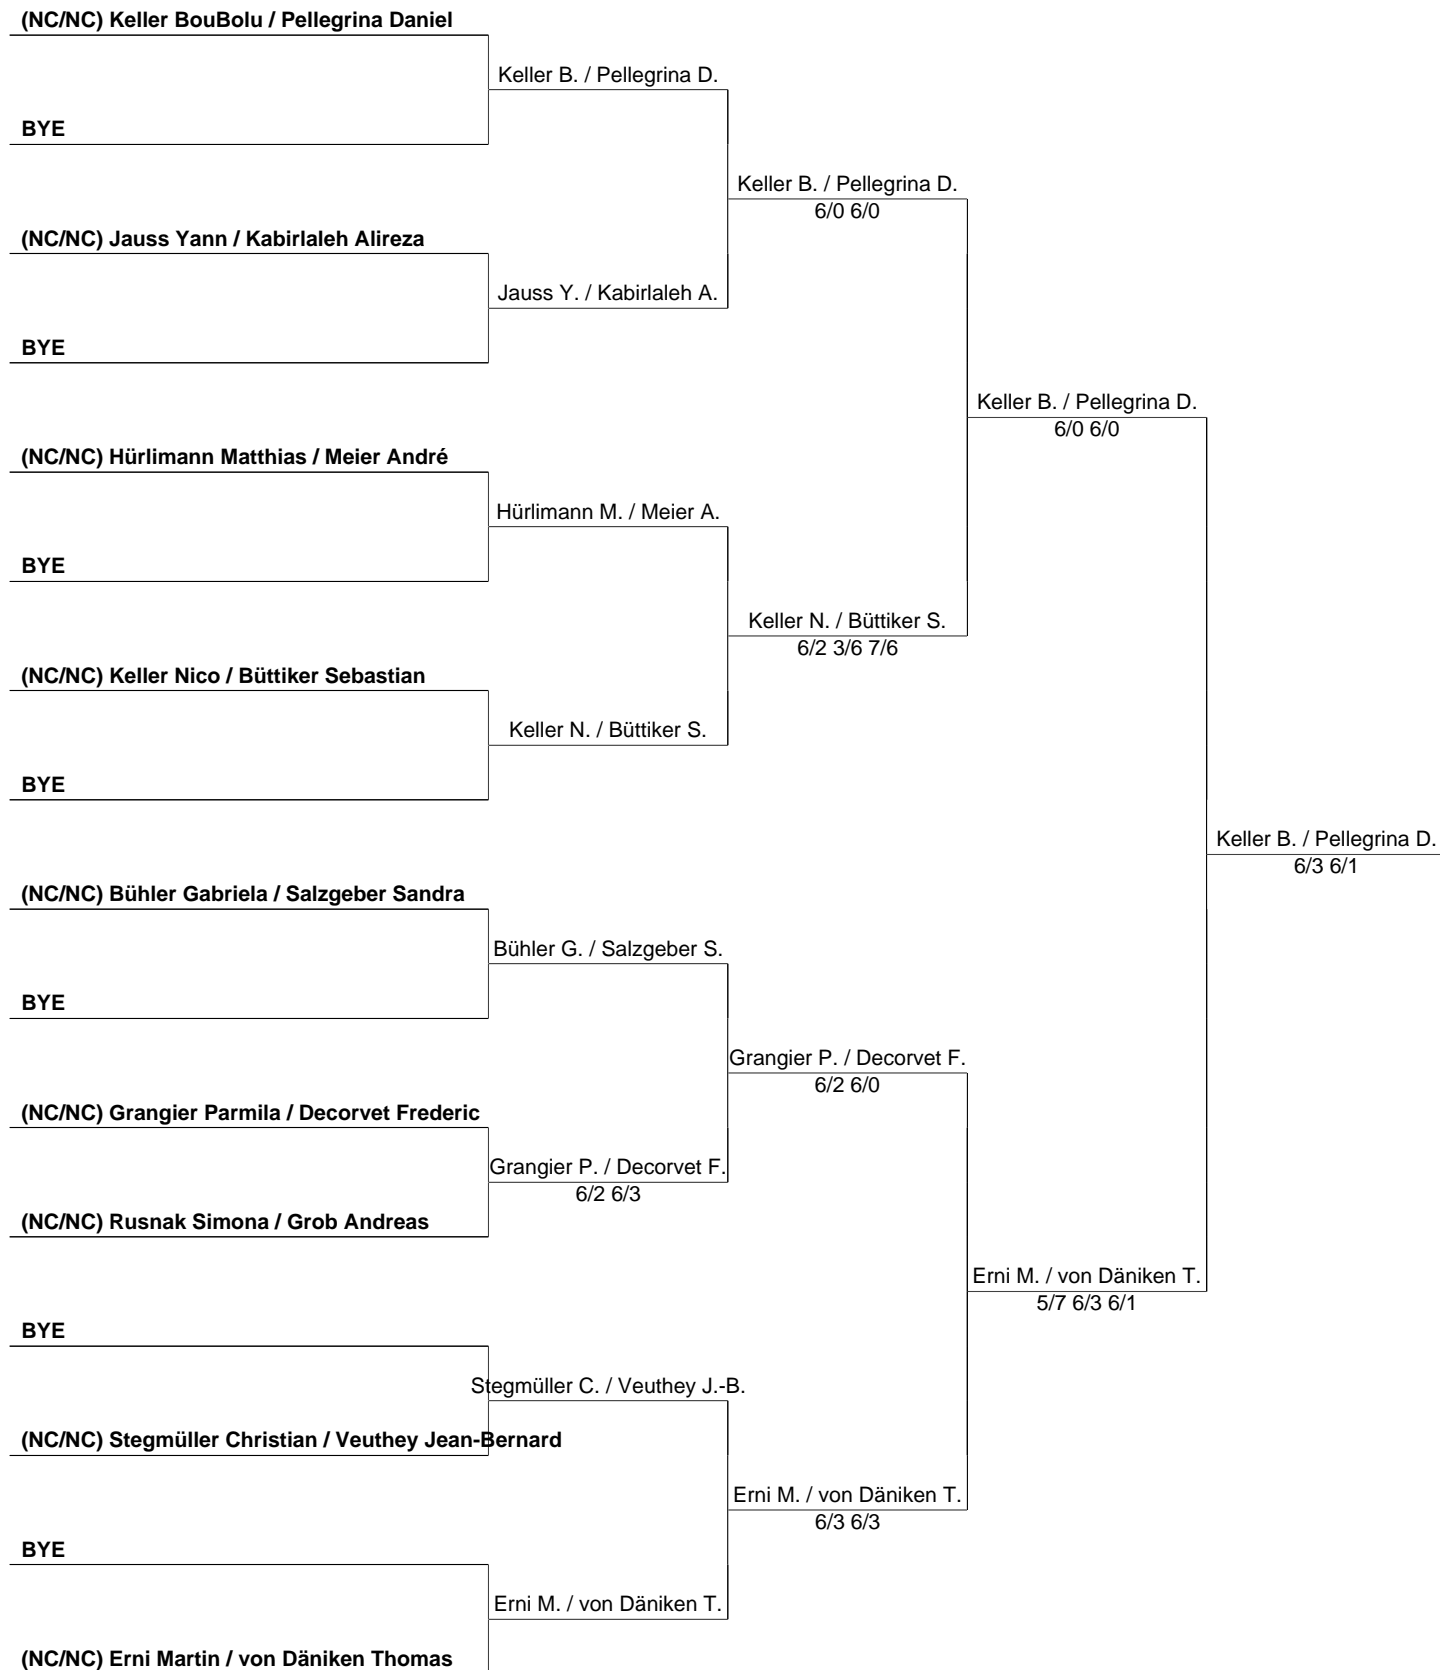 (NC/NC) Keller BouBolu / Pellegrina Daniel
Keller B. / Pellegrina D.
BYE
Keller B. / Pellegrina D.
6/0 6/0
(NC/NC) Jauss Yann / Kabirlaleh Alireza
Jauss Y. / Kabirlaleh A.
BYE
Keller B. / Pellegrina D.
6/0 6/0
(NC/NC) Hürlimann Matthias / Meier André
Hürlimann M. / Meier A.
BYE
Keller N. / Büttiker S.
6/2 3/6 7/6
(NC/NC) Keller Nico / Büttiker Sebastian
Keller N. / Büttiker S.
BYE
Keller B. / Pellegrina D.
6/3 6/1
(NC/NC) Bühler Gabriela / Salzgeber Sandra
Bühler G. / Salzgeber S.
BYE
Grangier P. / Decorvet F.
6/2 6/0
(NC/NC) Grangier Parmila / Decorvet Frederic
Grangier P. / Decorvet F.
6/2 6/3
(NC/NC) Rusnak Simona / Grob Andreas
Erni M. / von Däniken T.
5/7 6/3 6/1
BYE
Stegmüller C. / Veuthey J.-B.
(NC/NC) Stegmüller Christian / Veuthey Jean-Bernard
Erni M. / von Däniken T.
6/3 6/3
BYE
Erni M. / von Däniken T.
(NC/NC) Erni Martin / von Däniken Thomas